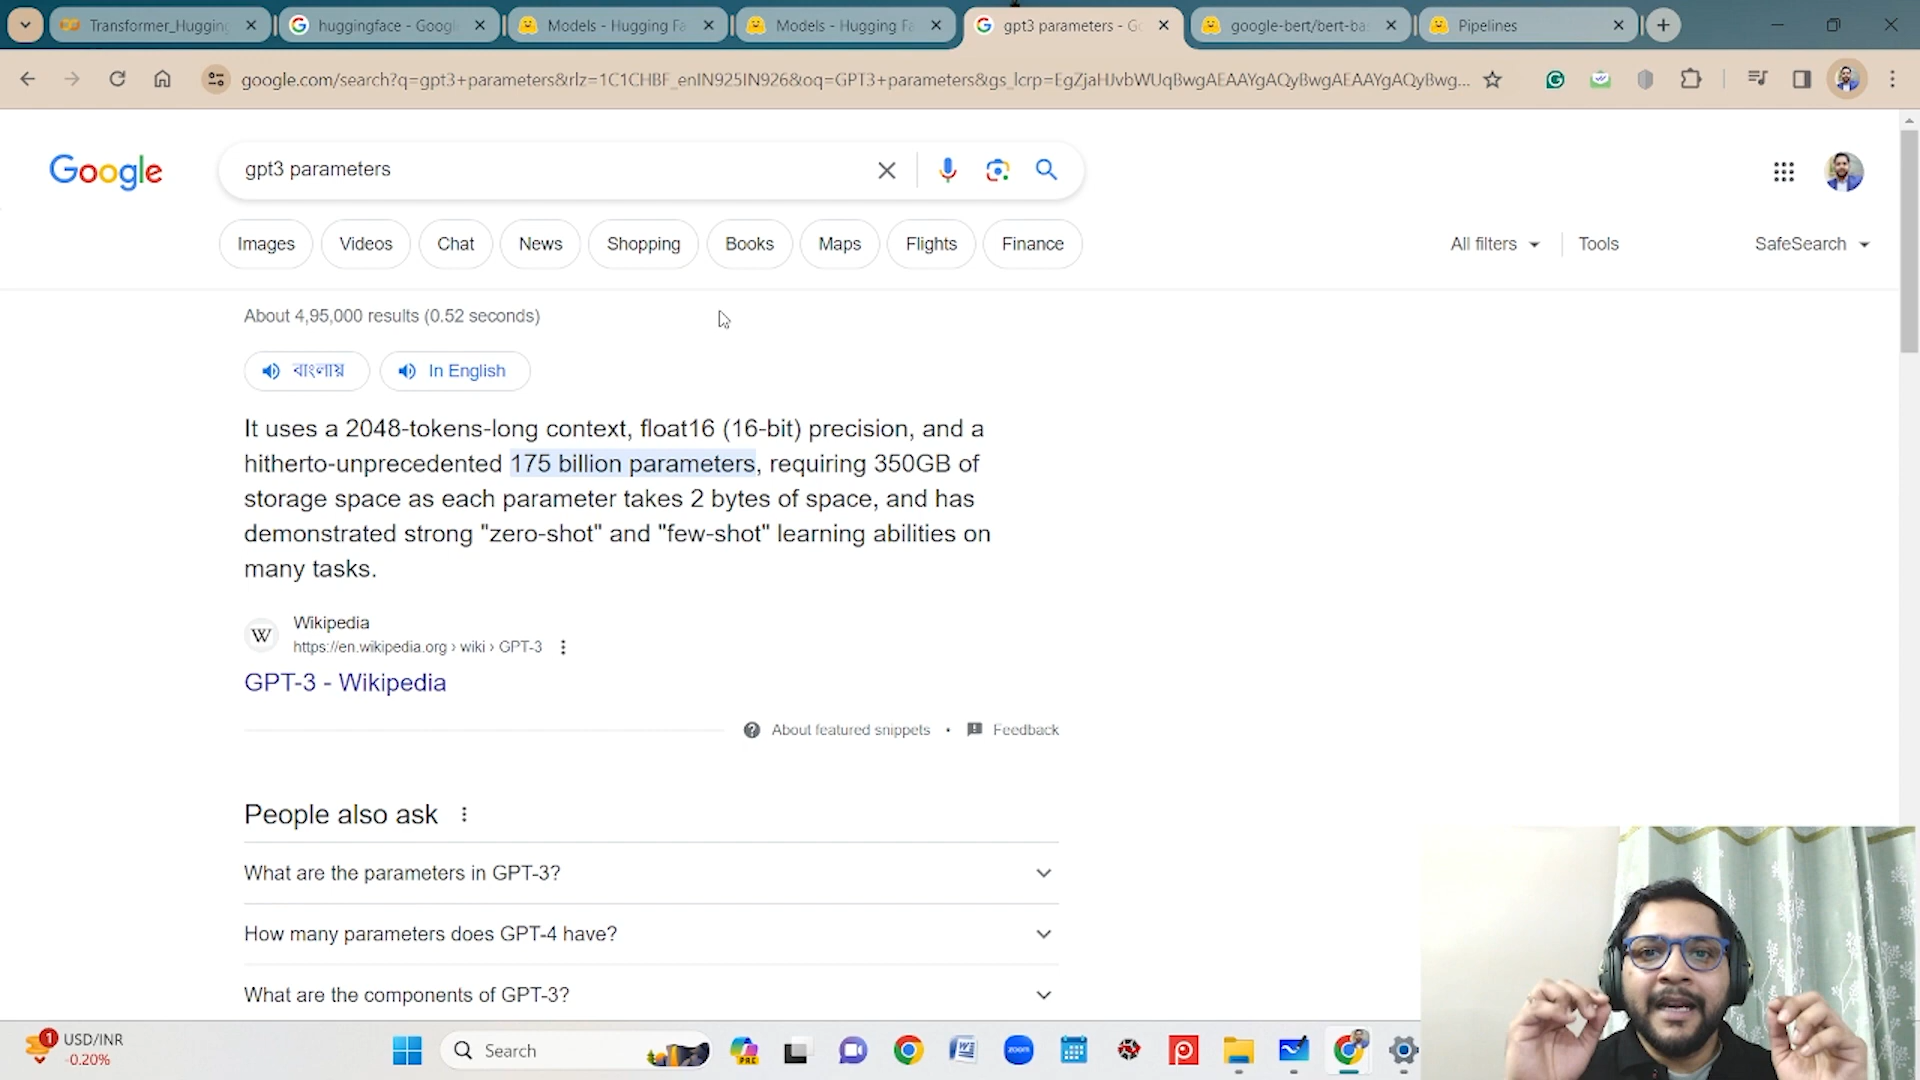 Transformer_Hugging
huggingface - Google
Models - Hugging Fa
Models - Hugging Fa
gpt3 parameters - Go
google-bert/bert-bas
Pipelines
google.com/search?q=gpt3+parameters&rlz=1C1CHBF_enIN925IN926&oq=GPT3+parameters&gs_lcrp=EgZjaHJvbWUqBwgAEAAYgAQyBwgAEAAYgAQyBwg...
Google
gpt3 parameters
Images
Videos
Chat
News
Shopping
Books
Maps
Flights
Finance
All filters
Tools
SafeSearch
About 4,95,000 results (0.52 seconds)
বাংলায়
In English
It uses a 2048-tokens-long context, float16 (16-bit) precision, and a
hitherto-unprecedented 175 billion parameters, requiring 350GB of
storage space as each parameter takes 2 bytes of space, and has
demonstrated strong "zero-shot" and "few-shot" learning abilities on
many tasks.
W
Wikipedia
https://en.wikipedia.org › wiki › GPT-3
GPT-3 - Wikipedia
About featured snippets • Feedback
People also ask
What are the parameters in GPT-3?
How many parameters does GPT-4 have?
What are the components of GPT-3?
1
USD/INR
-0.20%
Search
PRE
W
zoom